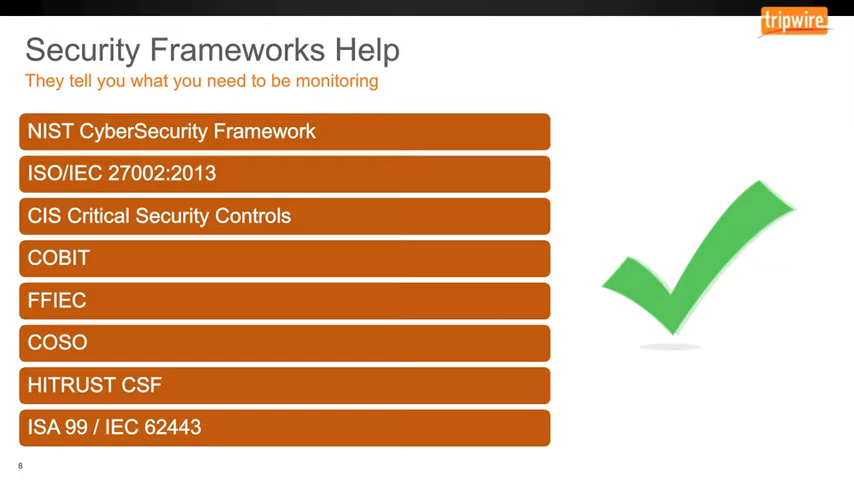 tripwire
Security Frameworks Help
They tell you what you need to be monitoring
NIST CyberSecurity Framework
ISO/IEC 27002:2013
CIS Critical Security Controls
COBIT
FFIEC
COSO
HITRUST CSF
ISA 99 / IEC 62443
8